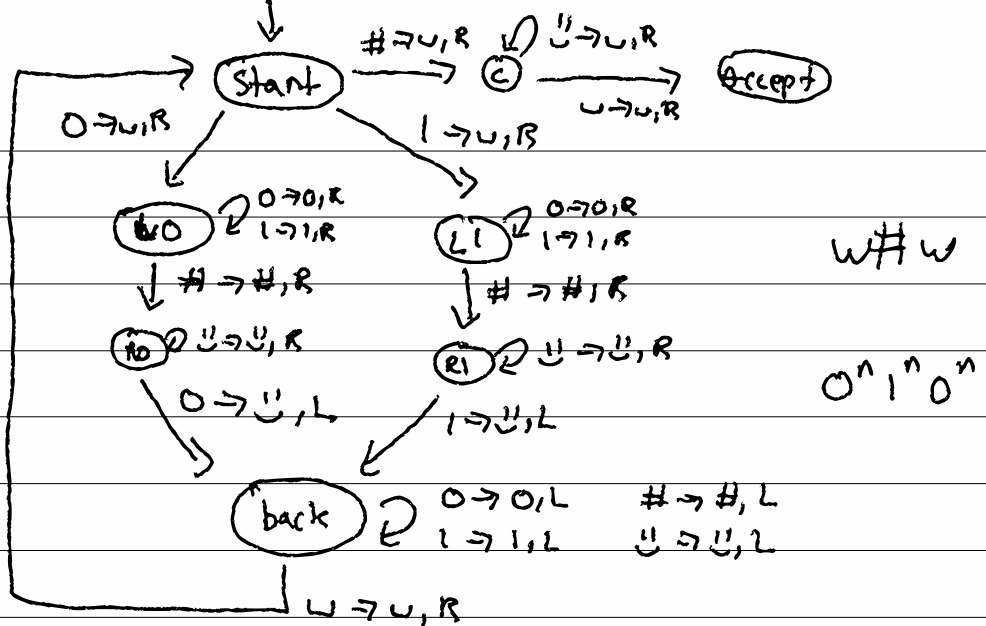 # → ⊔, R
☺ → ⊔, R
Start
C
Accept
⊔ → ⊔, R
0 → ⊔, R
1 → ⊔, R
L0
0 → 0, R
1 → 1, R
L1
0 → 0, R
1 → 1, R
w#w
# → #, R
# → #, R
R0
☺ → ☺, R
R1
☺ → ☺, R
0ⁿ1ⁿ0ⁿ
0 → ☺, L
1 → ☺, L
back
0 → 0, L
# → #, L
1 → 1, L
☺ → ☺, L
⊔ → ⊔, R